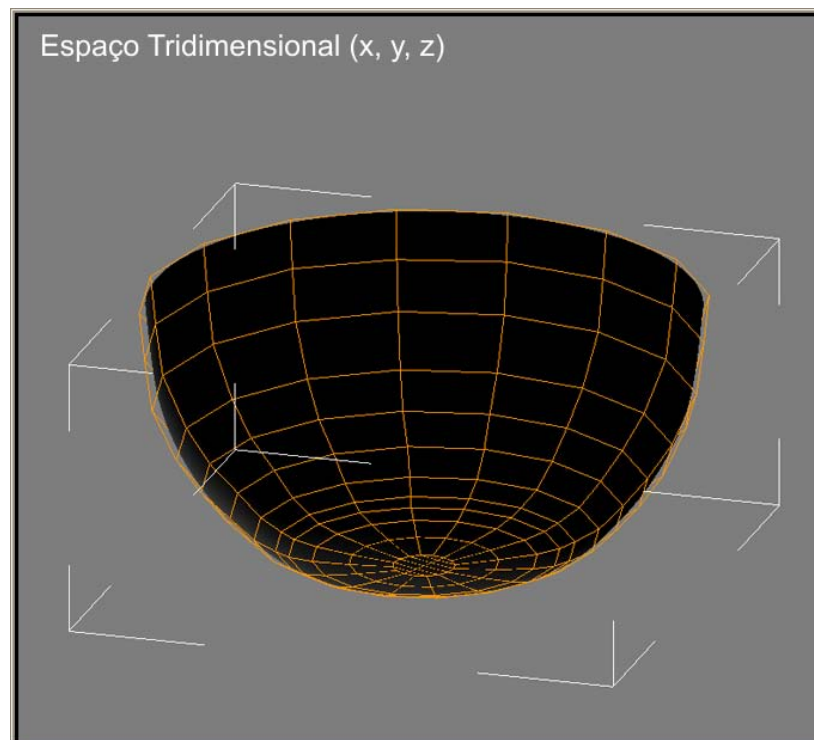 Espaço Tridimensional (x, y, z)